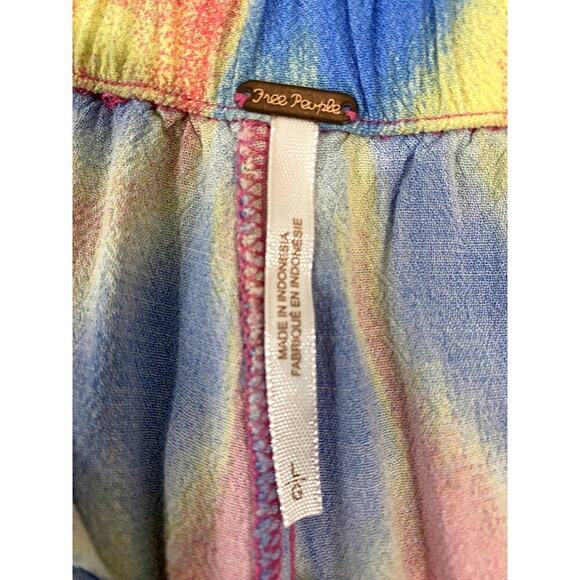 Free People
MADE IN INDONESIA
FABRIQUÉ EN INDONÉSIE
G/L